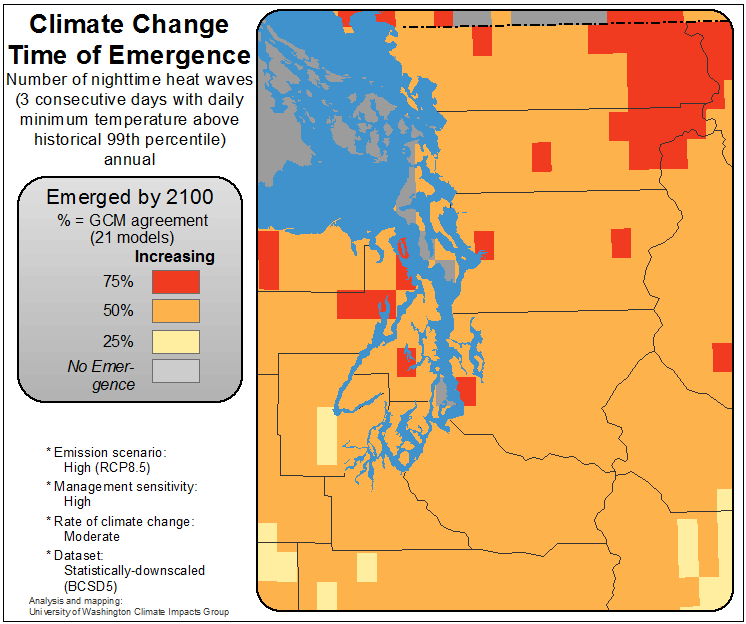 Climate Change
Time of Emergence
Number of nighttime heat waves
(3 consecutive days with daily
minimum temperature above
historical 99th percentile)
annual
Emerged by 2100
% = GCM agreement
(21 models)
Increasing
75%
50%
25%
No Emer-
gence
* Emission scenario:
High (RCP8.5)
* Management sensitivity:
High
* Rate of climate change:
Moderate
* Dataset:
Statistically-downscaled
(BCSD5)
Analysis and mapping:
University of Washington Climate Impacts Group